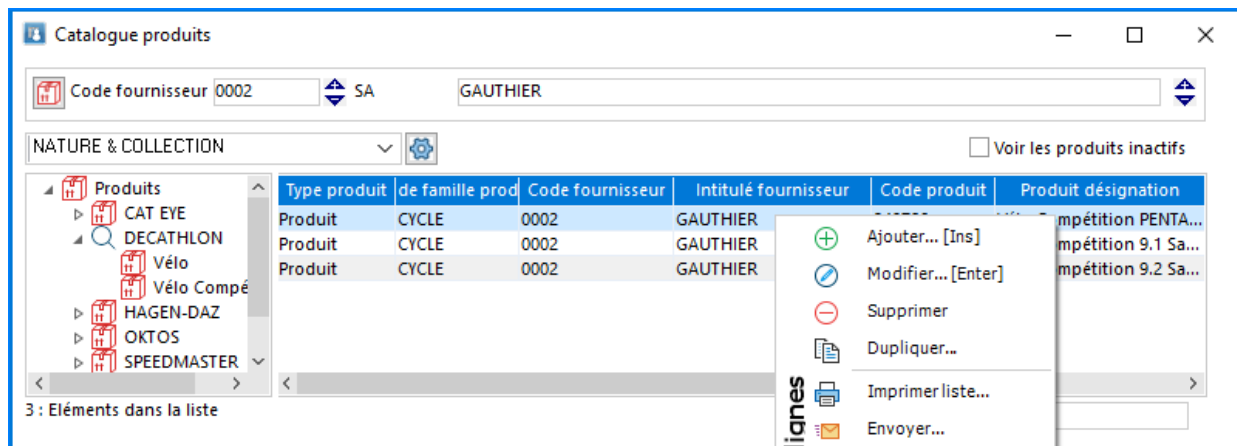 Catalogue produits
Code fournisseur 0002 SA GAUTHIER
NATURE & COLLECTION Voir les produits inactifs
Produits
CAT EYE
DECATHLON
Vélo
Vélo Compé
HAGEN-DAZ
OKTOS
SPEEDMASTER
Type produit de famille prod Code fournisseur Intitulé fournisseur Code produit Produit désignation
Produit CYCLE 0002 GAUTHIER mpétition PENTA...
Produit CYCLE 0002 GAUTHIER mpétition 9.1 Sa...
Produit CYCLE 0002 GAUTHIER mpétition 9.2 Sa...
Ajouter... [Ins]
Modifier... [Enter]
Supprimer
Dupliquer...
Imprimer liste...
Envoyer...
ignes
3 : Eléments dans la liste